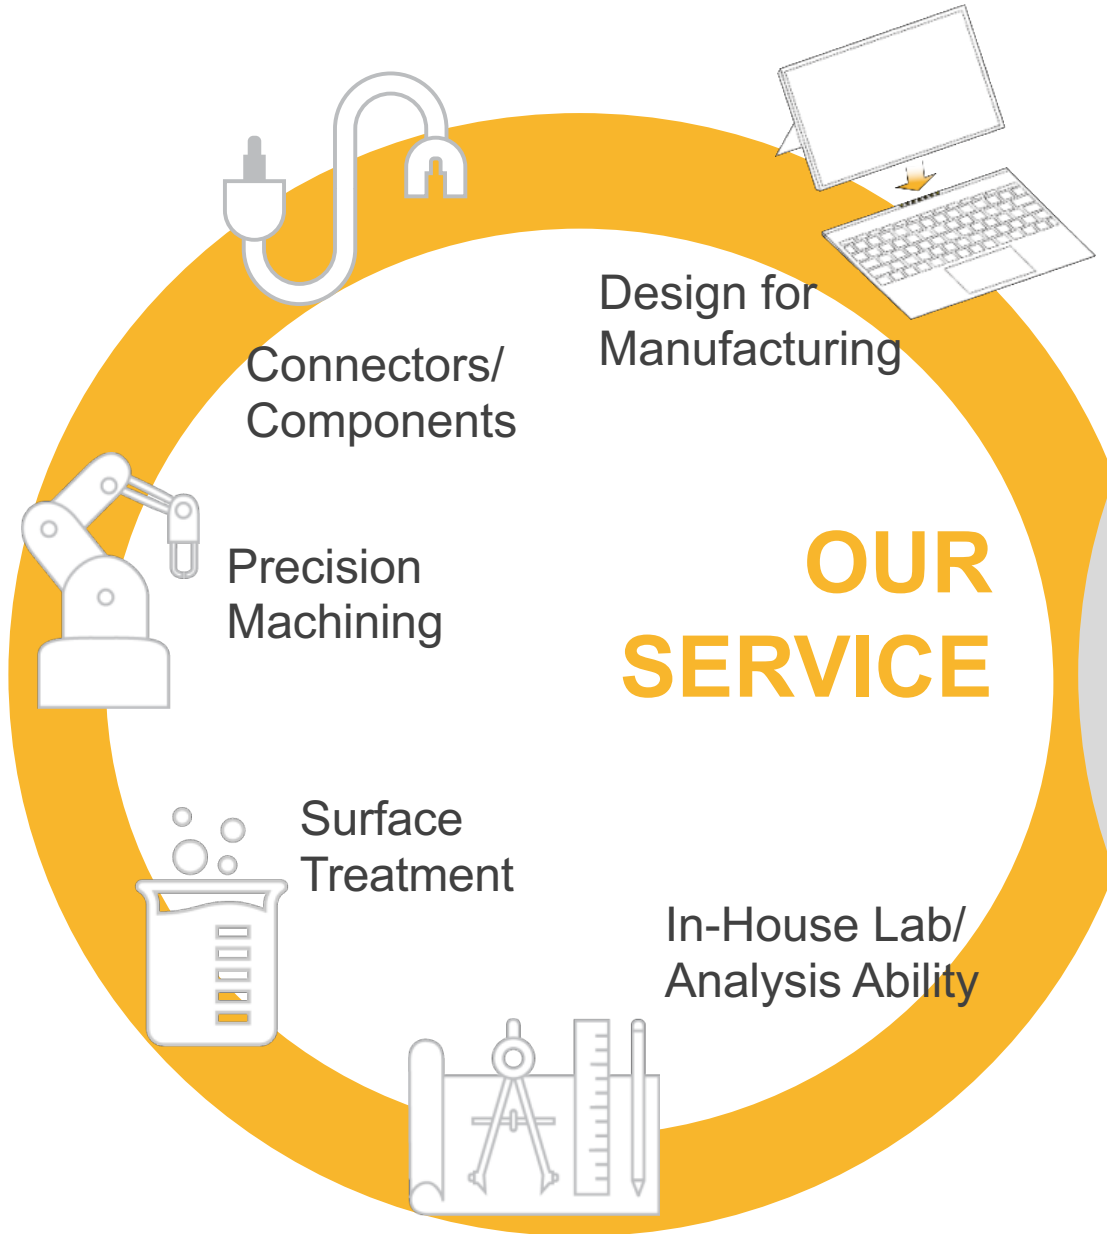 Design for
Manufacturing
Connectors/
Components
Precision
Machining
OUR
SERVICE
Surface
Treatment
In-House Lab/
Analysis Ability